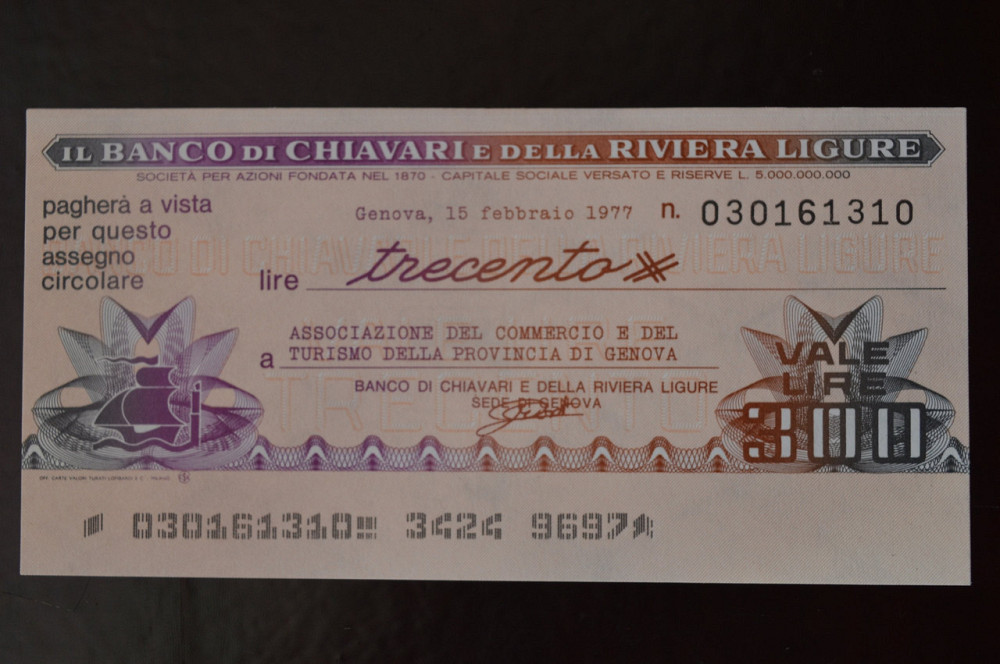 IL BANCO DI CHIAVARI E DELLA RIVIERA LIGURE
SOCIETÀ PER AZIONI FONDATA NEL 1870 - CAPITALE SOCIALE VERSATO E RISERVE L. 5.000.000.000
pagherà a vista
per questo
assegno
circolare
Genova, 15 febbraio 1977 n. 030161310
lire trecento
a ASSOCIAZIONE DEL COMMERCIO E DEL
TURISMO DELLA PROVINCIA DI GENOVA
BANCO DI CHIAVARI E DELLA RIVIERA LIGURE
SEDE DI GENOVA
VALE
LIRE
300
030161310 3424 9697